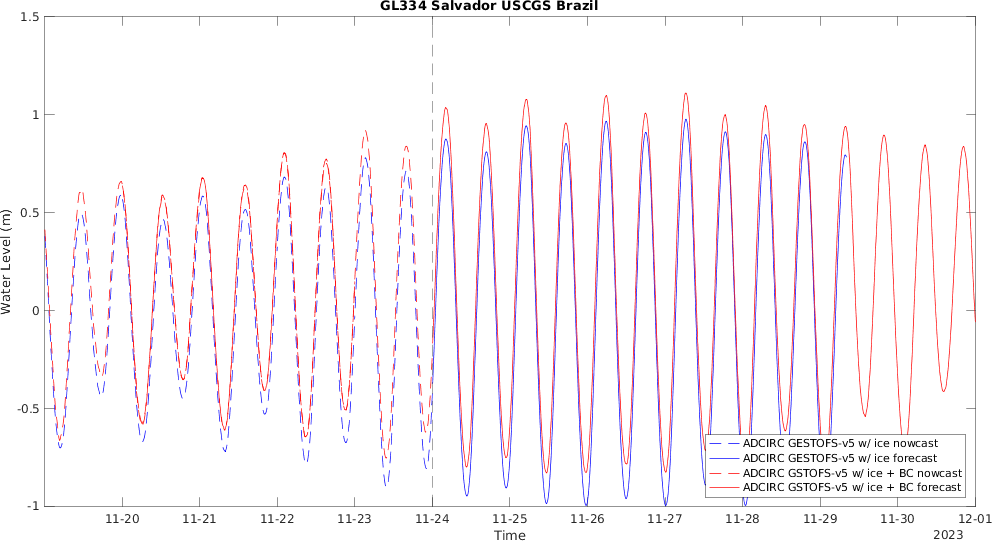 GL334 Salvador USCGS Brazil
1.5
1
0.5
0
-0.5
-1
Water Level (m)
ADCIRC GESTOFS-v5 w/ ice nowcast
ADCIRC GESTOFS-v5 w/ ice forecast
ADCIRC GSTOFS-v5 w/ ice + BC nowcast
ADCIRC GSTOFS-v5 w/ ice + BC forecast
11-20 11-21 11-22 11-23 11-24 11-25 11-26 11-27 11-28 11-29 11-30 12-01
Time
2023